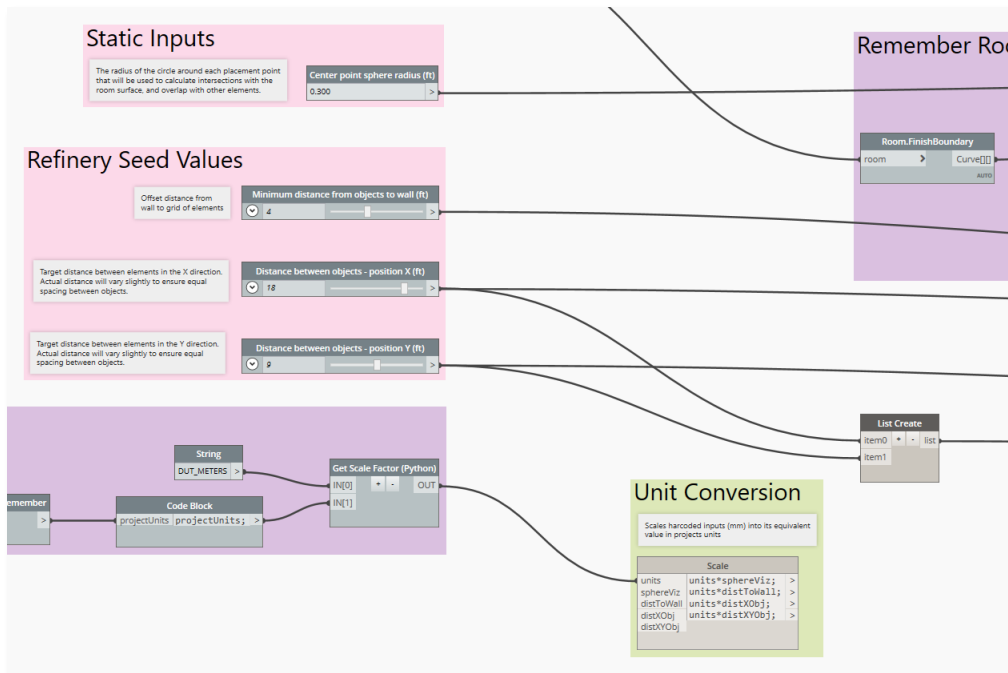 Static Inputs
The radius of the circle around each placement point
that will be used to calculate intersections with the
room surface, and overlap with other elements.
Center point sphere radius (ft)
0.300 >
Remember Roo
Room.FinishBoundary
room > Curve[][]
AUTO
Refinery Seed Values
Offset distance from
wall to grid of elements
Minimum distance from objects to wall (ft)
4 >
Target distance between elements in the X direction.
Actual distance will vary slightly to ensure equal
spacing between objects.
Distance between objects - position X (ft)
18 >
Target distance between elements in the Y direction.
Actual distance will vary slightly to ensure equal
spacing between objects.
Distance between objects - position Y (ft)
9 >
List Create
item0 + - list
item1
String
DUT_METERS >
Get Scale Factor (Python)
IN[0] + - OUT
IN[1]
emember
>
Code Block
projectUnits projectUnits; >
Unit Conversion
Scales harcoded inputs (mm) into its equivalent
value in projects units
Scale
units units*sphereViz; >
sphereViz units*distToWall; >
distToWall units*distXObj; >
distXObj units*distXYObj; >
distXYObj